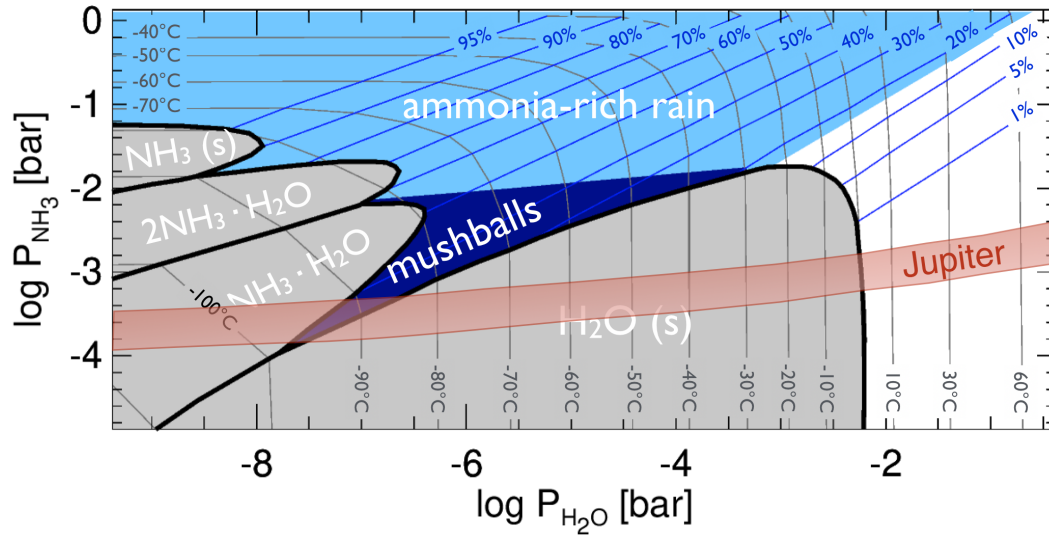 0
-1
-2
-3
-4
log P_NH3 [bar]
-40°C
-50°C
-60°C
-70°C
95%
90%
80%
70%
60%
50%
40%
30%
20%
10%
5%
1%
ammonia-rich rain
NH3 (s)
2NH3 · H2O
NH3 · H2O
mushballs
-100°C
Jupiter
H2O (s)
-90°C
-80°C
-70°C
-60°C
-50°C
-40°C
-30°C
-20°C
-10°C
10°C
30°C
60°C
-8
-6
-4
-2
log P_H2O [bar]